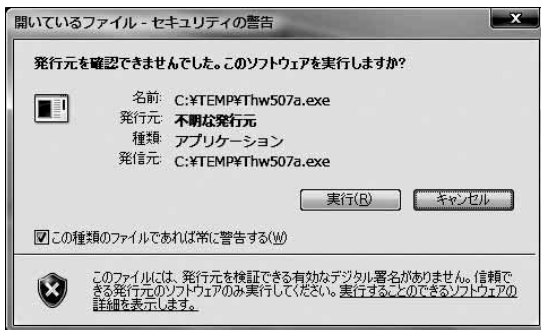 開いているファイル - セキュリティの警告
発行元を確認できませんでした。このソフトウェアを実行しますか?
名前: C:¥TEMP¥Thw507a.exe
発行元: 不明な発行元
種類: アプリケーション
発信元: C:¥TEMP¥Thw507a.exe
実行(R)
キャンセル
この種類のファイルであれば常に警告する(W)
このファイルには、発行元を検証できる有効なデジタル署名がありません。信頼で
きる発行元のソフトウェアのみ実行してください。実行することのできるソフトウェアの
詳細を表示します。